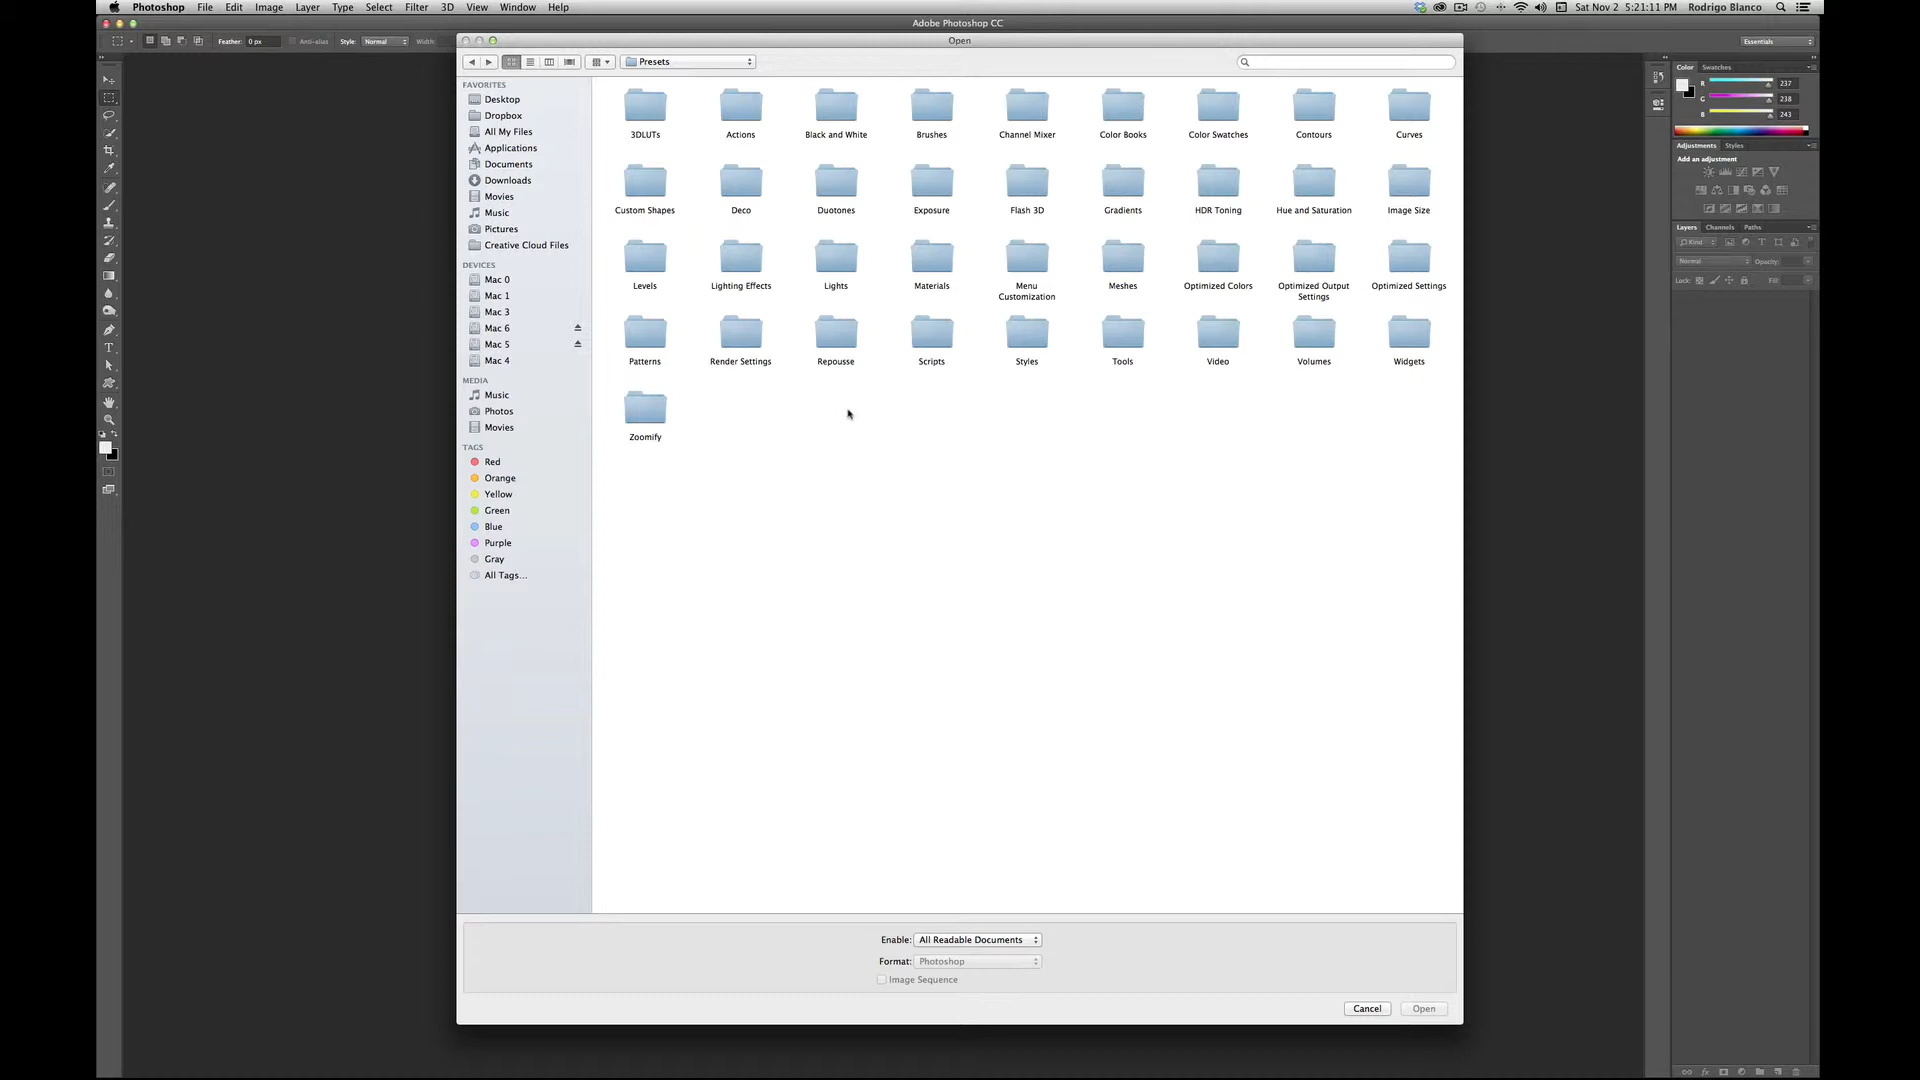 Photoshop File Edit Image Layer Type Select Filter 3D View Window Help Sat Nov 2 5:21:11 PM Rodrigo Blanco
Adobe Photoshop CC
Feather: 0 px Anti-alias Style: Normal Width: Essentials
Open
Presets
FAVORITES
Desktop
Dropbox
All My Files
Applications
Documents
Downloads
Movies
Music
Pictures
Creative Cloud Files
DEVICES
Mac 0
Mac 1
Mac 3
Mac 6
Mac 5
Mac 4
MEDIA
Music
Photos
Movies
TAGS
Red
Orange
Yellow
Green
Blue
Purple
Gray
All Tags...
3DLUTs Actions Black and White Brushes Channel Mixer Color Books Color Swatches Contours Curves
Custom Shapes Deco Duotones Exposure Flash 3D Gradients HDR Toning Hue and Saturation Image Size
Levels Lighting Effects Lights Materials Menu Customization Meshes Optimized Colors Optimized Output Settings Optimized Settings
Patterns Render Settings Repousse Scripts Styles Tools Video Volumes Widgets
Zoomify
Enable: All Readable Documents
Format: Photoshop
Image Sequence
Cancel Open
Color Swatches
R 237
G 238
B 243
Adjustments Styles
Add an adjustment
Layers Channels Paths
Kind
Normal Opacity:
Lock: Fill: